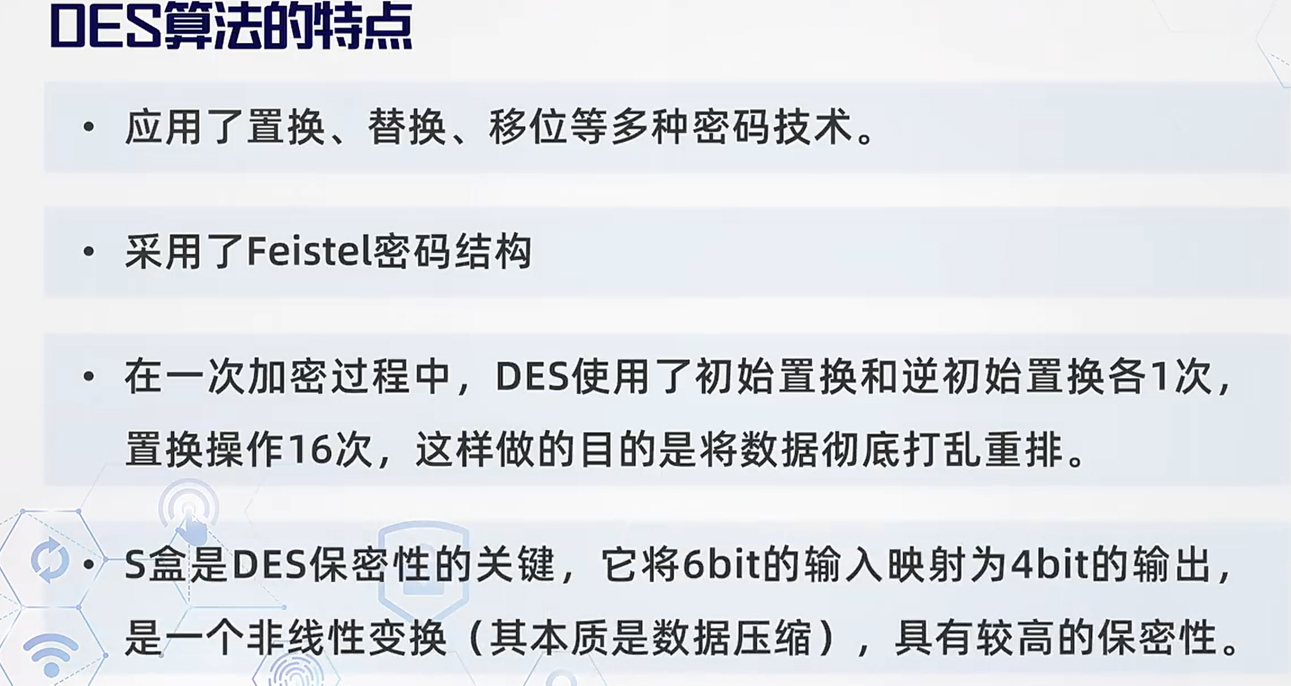 DES算法的特点
• 应用了置换、替换、移位等多种密码技术。
• 采用了Feistel密码结构
• 在一次加密过程中，DES使用了初始置换和逆初始置换各1次，
置换操作16次，这样做的目的是将数据彻底打乱重排。
• S盒是DES保密性的关键，它将6bit的输入映射为4bit的输出，
是一个非线性变换（其本质是数据压缩），具有较高的保密性。